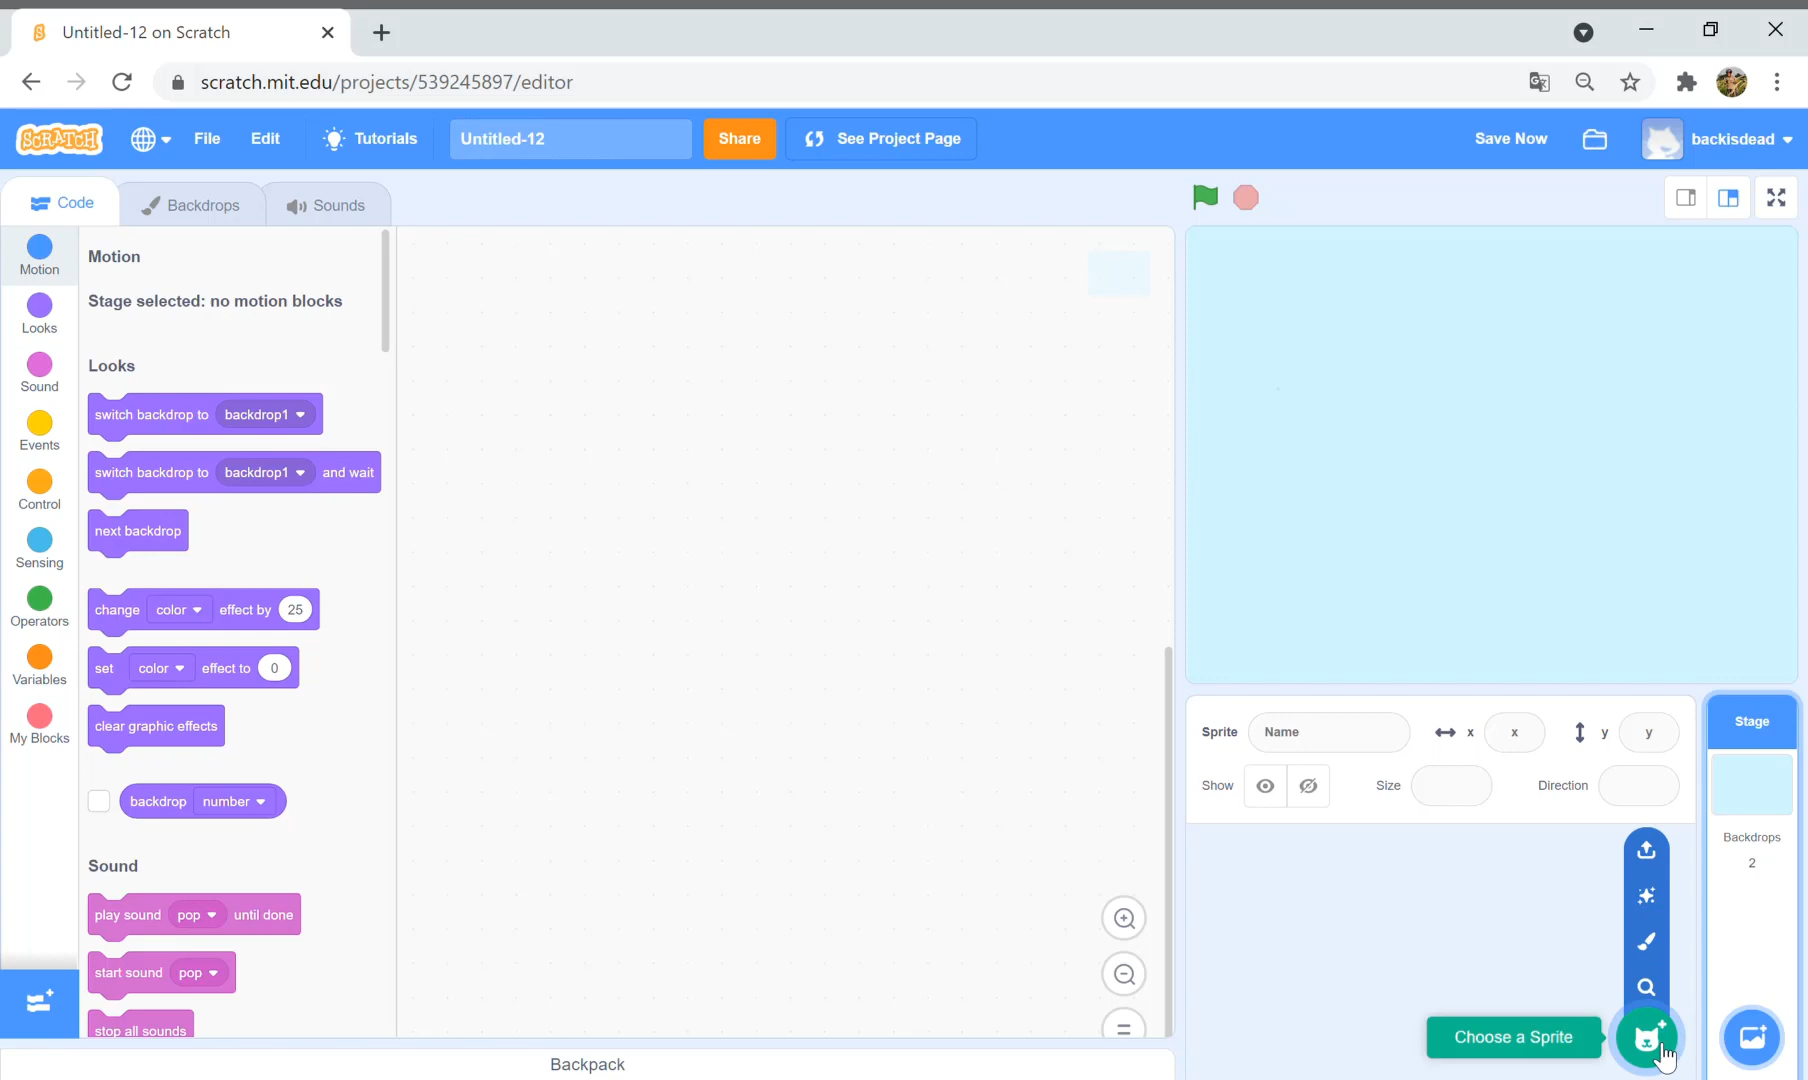 Untitled-12 on Scratch
scratch.mit.edu/projects/539245897/editor
SCRATCH
File
Edit
Tutorials
Untitled-12
Share
See Project Page
Save Now
backisdead
Code
Backdrops
Sounds
Motion
Looks
Sound
Events
Control
Sensing
Operators
Variables
My Blocks
Motion
Stage selected: no motion blocks
Looks
switch backdrop to backdrop1
switch backdrop to backdrop1 and wait
next backdrop
change color effect by 25
set color effect to 0
clear graphic effects
backdrop number
Sound
play sound pop until done
start sound pop
stop all sounds
Backpack
Sprite Name x x y y
Show Size Direction
Stage
Backdrops
2
Choose a Sprite